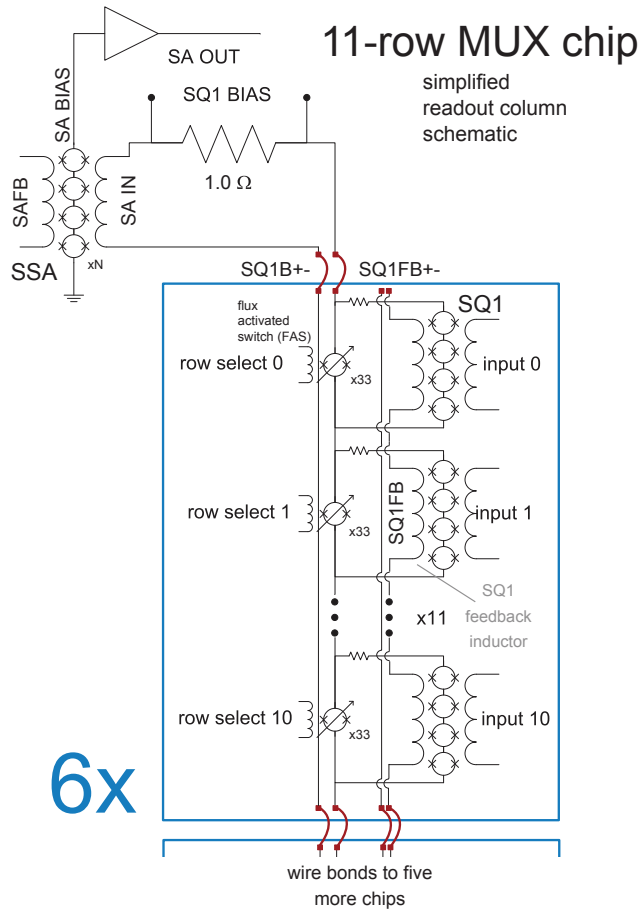 11-row MUX chip
simplified
readout column
schematic
SA OUT
SA BIAS
SQ1 BIAS
1.0 Ω
SAFB
SA IN
SSA
xN
SQ1B+-
SQ1FB+-
flux
activated
switch (FAS)
SQ1
row select 0
x33
input 0
row select 1
x33
SQ1FB
input 1
SQ1
feedback
inductor
x11
row select 10
x33
input 10
6x
wire bonds to five
more chips